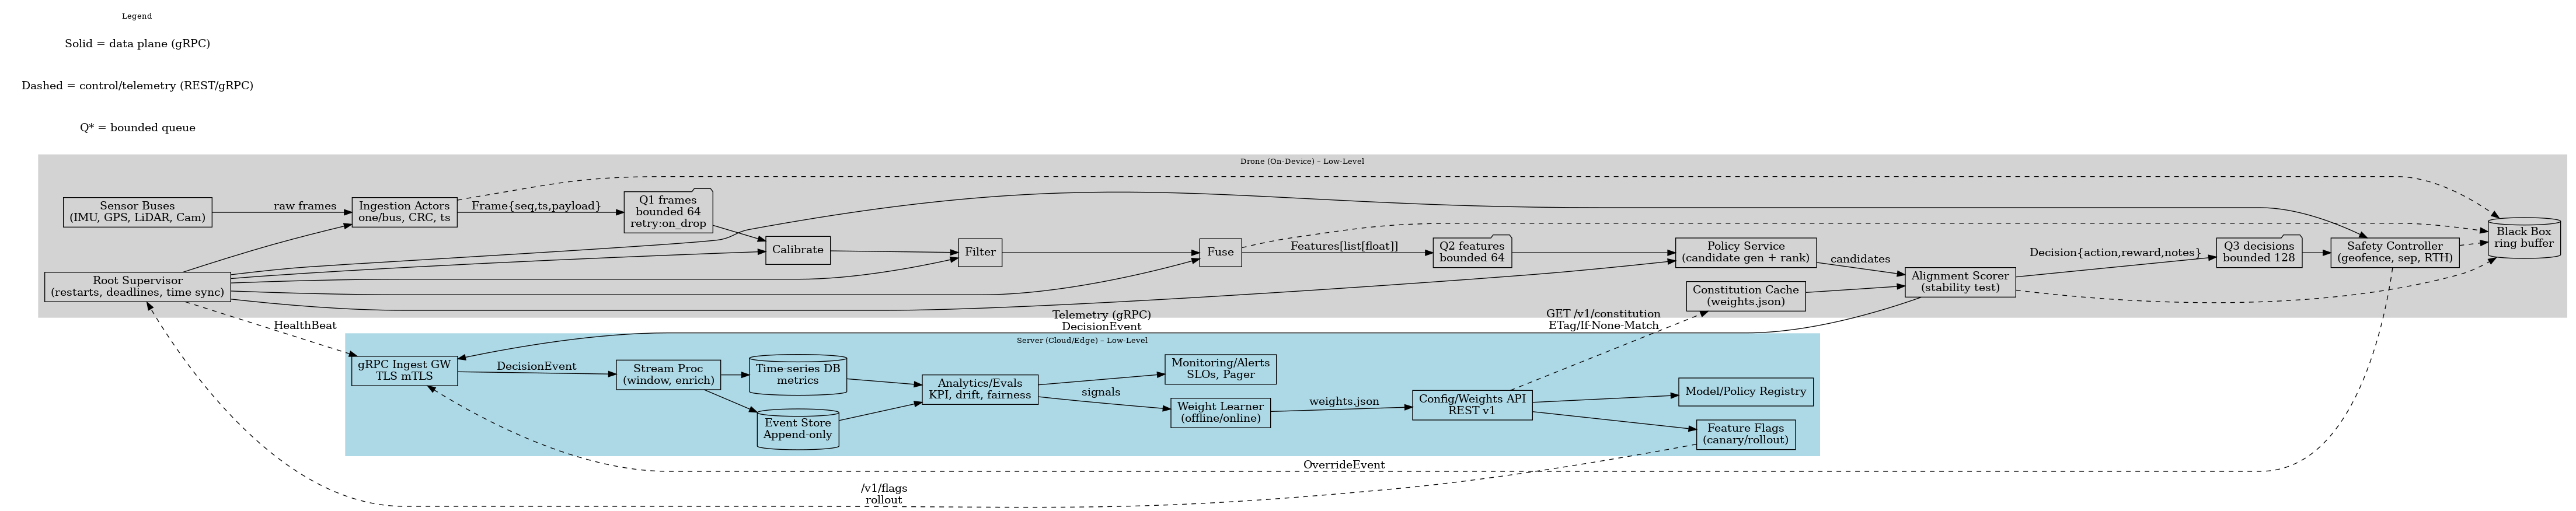 Legend
Solid = data plane (gRPC)
Dashed = control/telemetry (REST/gRPC)
Q* = bounded queue
Drone (On-Device) – Low-Level
Sensor Buses
(IMU, GPS, LiDAR, Cam)
raw frames
Ingestion Actors
one/bus, CRC, ts
Frame{seq,ts,payload}
Q1 frames
bounded 64
retry:on_drop
Calibrate
Filter
Fuse
Features[list[float]]
Q2 features
bounded 64
Policy Service
(candidate gen + rank)
candidates
Constitution Cache
(weights.json)
Alignment Scorer
(stability test)
Decision{action,reward,notes}
Q3 decisions
bounded 128
Safety Controller
(geofence, sep, RTH)
Black Box
ring buffer
Root Supervisor
(restarts, deadlines, time sync)
HealthBeat
Telemetry (gRPC)
DecisionEvent
GET /v1/constitution
ETag/If-None-Match
Server (Cloud/Edge) – Low-Level
gRPC Ingest GW
TLS mTLS
DecisionEvent
Stream Proc
(window, enrich)
Time-series DB
metrics
Event Store
Append-only
Analytics/Evals
KPI, drift, fairness
Monitoring/Alerts
SLOs, Pager
signals
Weight Learner
(offline/online)
weights.json
Config/Weights API
REST v1
Model/Policy Registry
Feature Flags
(canary/rollout)
OverrideEvent
/v1/flags
rollout